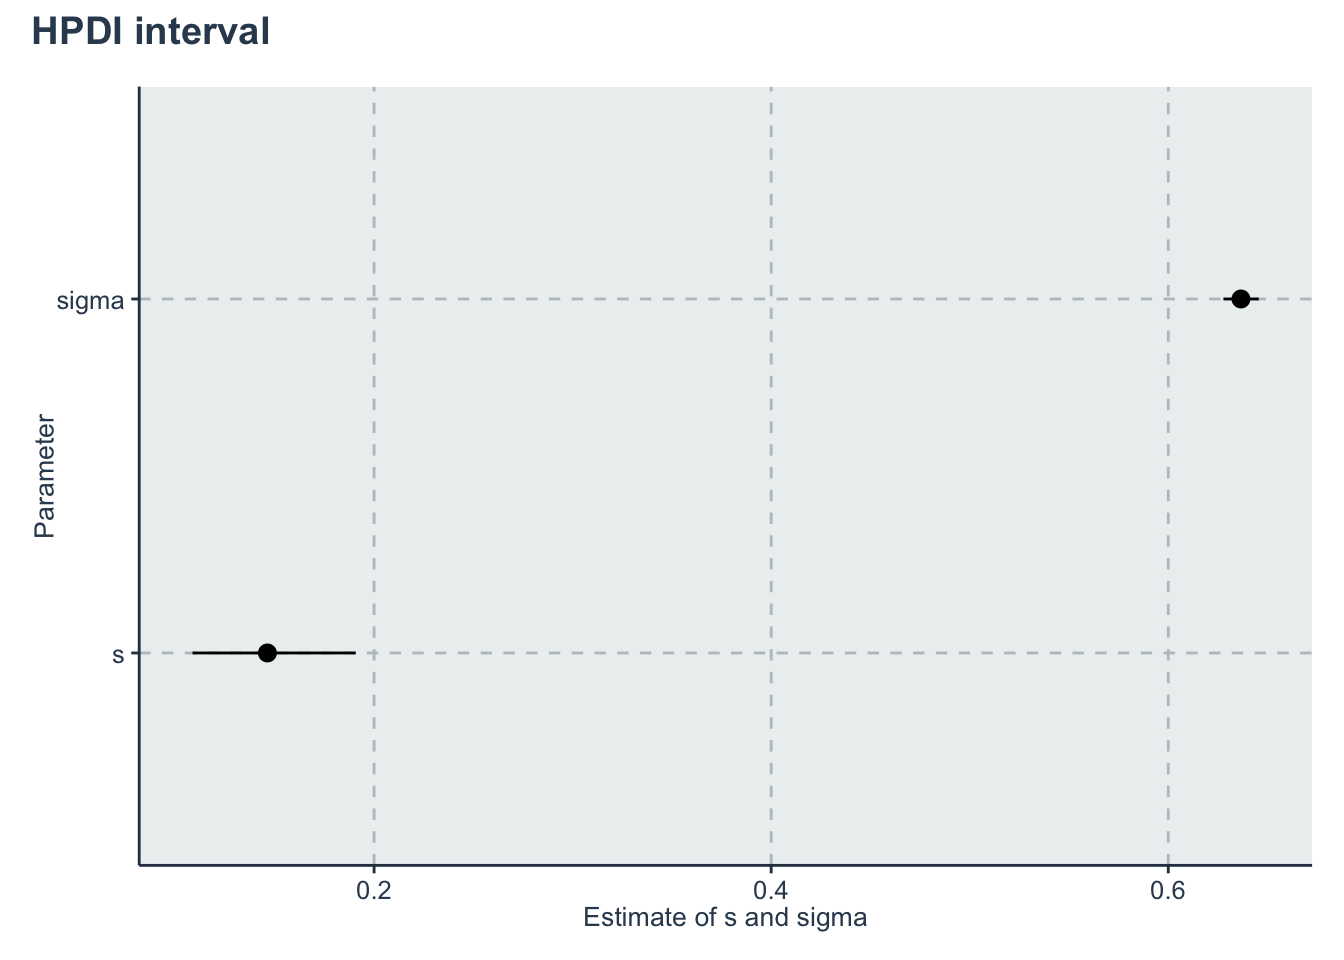 HPDI interval
sigma
Parameter
s
0.2
0.4
0.6
Estimate of s and sigma